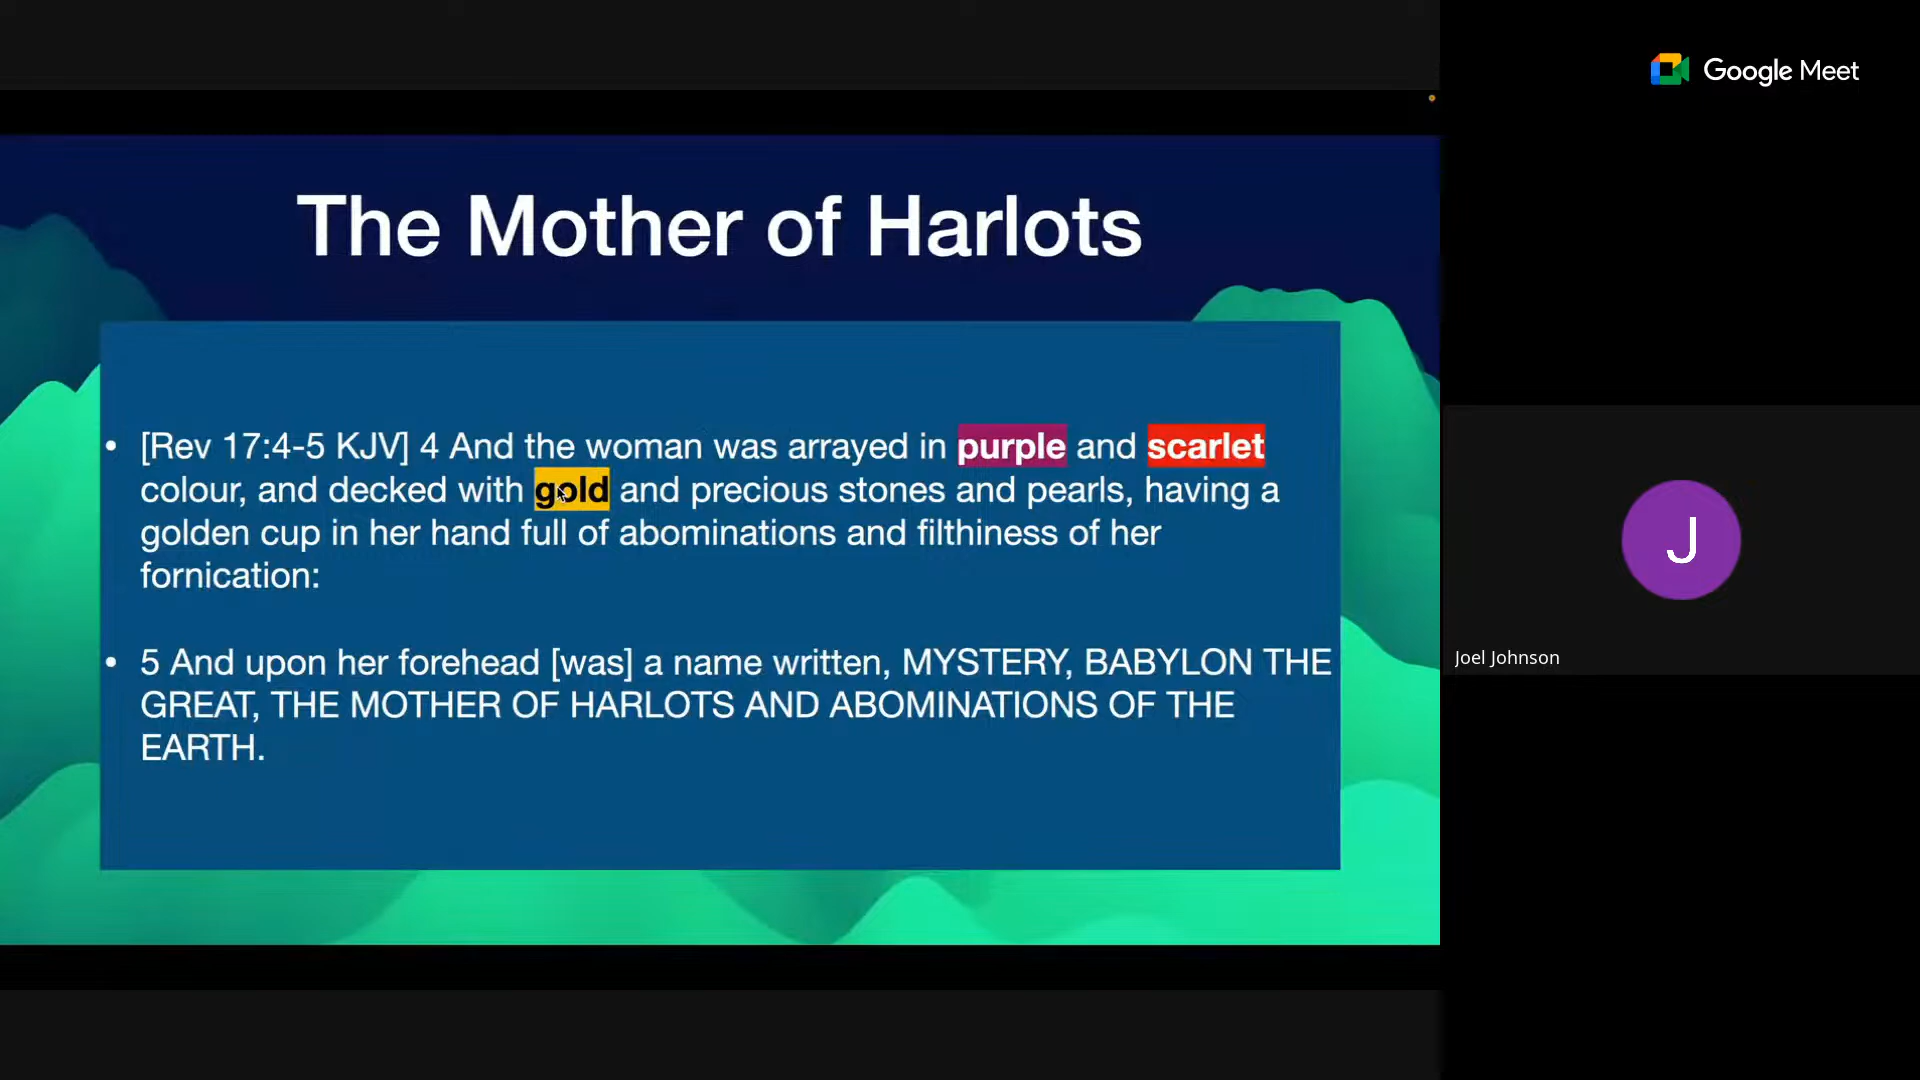 Google Meet
The Mother of Harlots
• [Rev 17:4-5 KJV] 4 And the woman was arrayed in purple and scarlet
colour, and decked with gold and precious stones and pearls, having a
golden cup in her hand full of abominations and filthiness of her
fornication:
• 5 And upon her forehead [was] a name written, MYSTERY, BABYLON THE
GREAT, THE MOTHER OF HARLOTS AND ABOMINATIONS OF THE
EARTH.
J
Joel Johnson